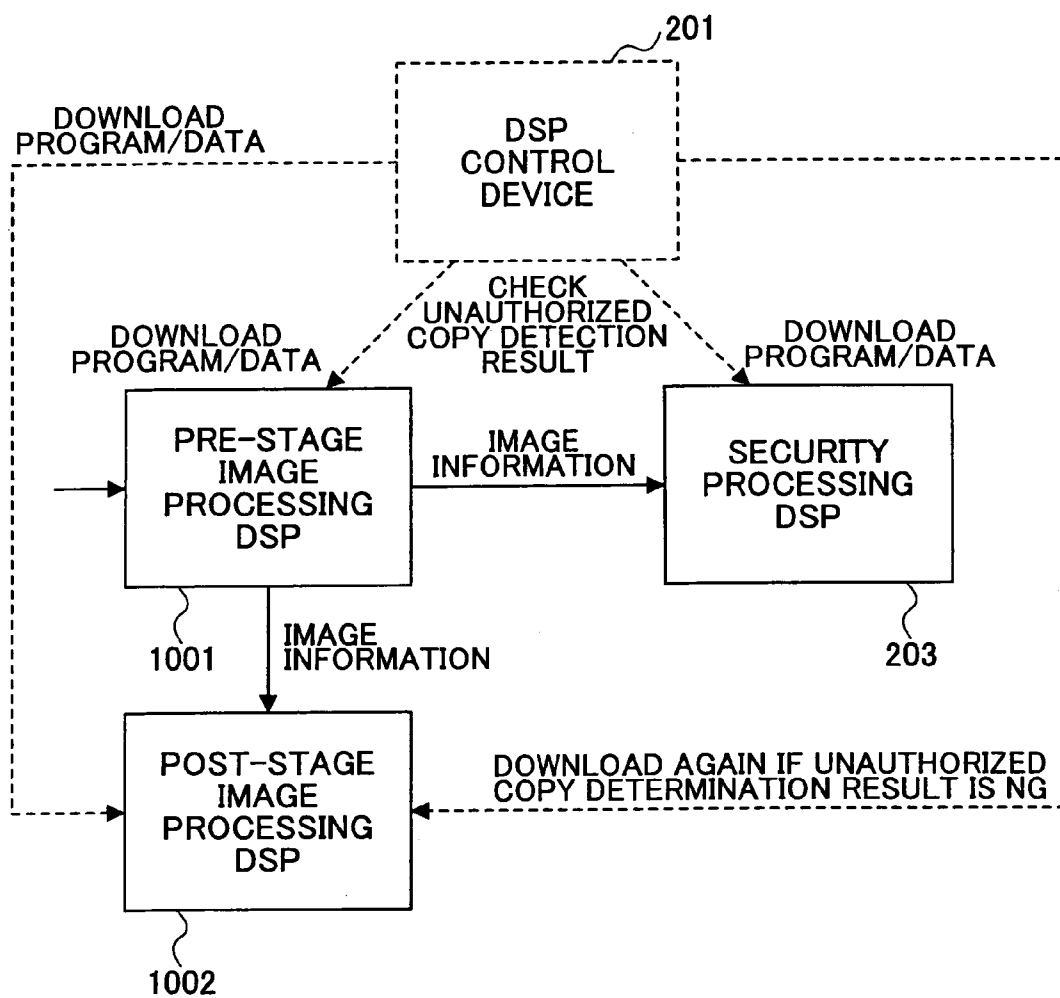 201
DOWNLOAD
PROGRAM/DATA
DSP
CONTROL
DEVICE
CHECK
UNAUTHORIZED
COPY DETECTION
RESULT
DOWNLOAD
PROGRAM/DATA
DOWNLOAD
PROGRAM/DATA
PRE-STAGE
IMAGE
PROCESSING
DSP
IMAGE
INFORMATION
SECURITY
PROCESSING
DSP
1001
IMAGE
INFORMATION
203
POST-STAGE
IMAGE
PROCESSING
DSP
DOWNLOAD AGAIN IF UNAUTHORIZED
COPY DETERMINATION RESULT IS NG
1002